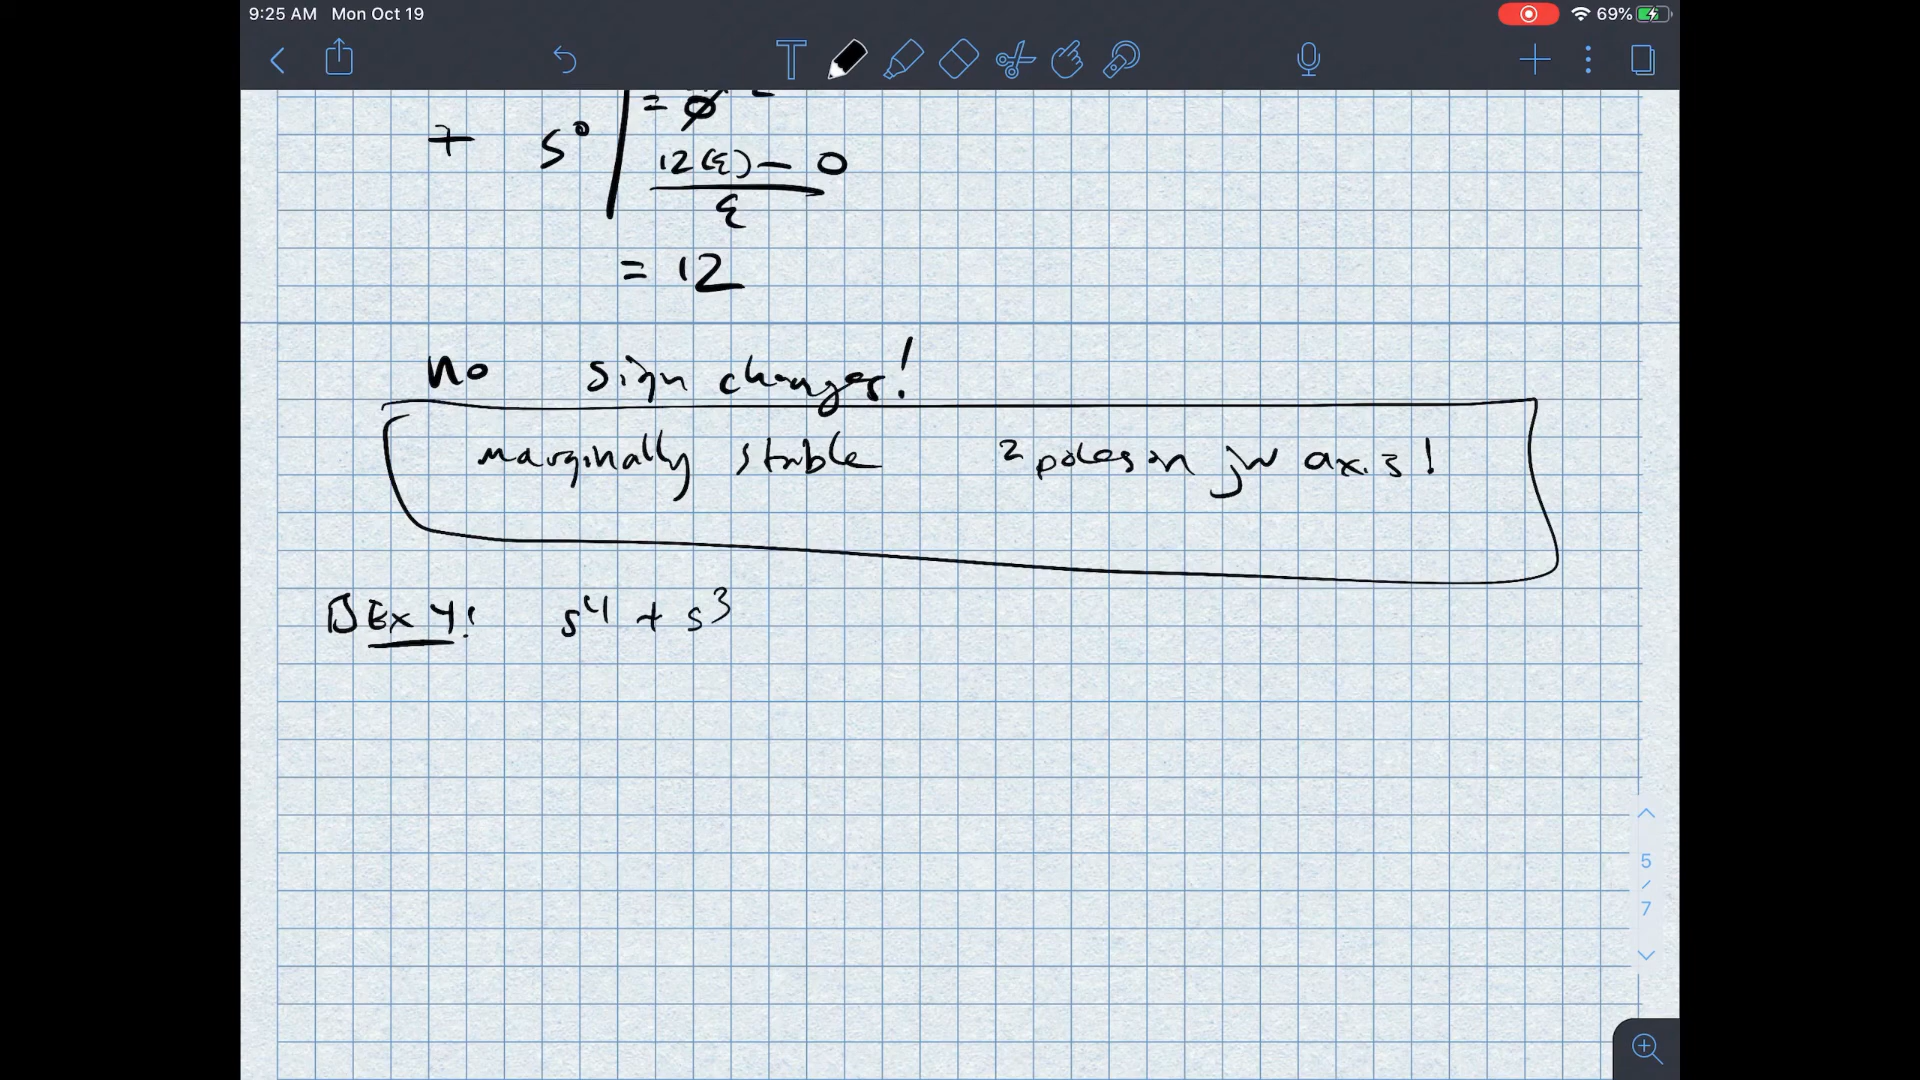 9:25 AM Mon Oct 19
69%
= ø
+ s⁰
12(ε) – 0
ε
= 12
no sign changes!
marginally stable 2 poles on jw axis!
Ex 4: s⁴ + s³
5
/
7